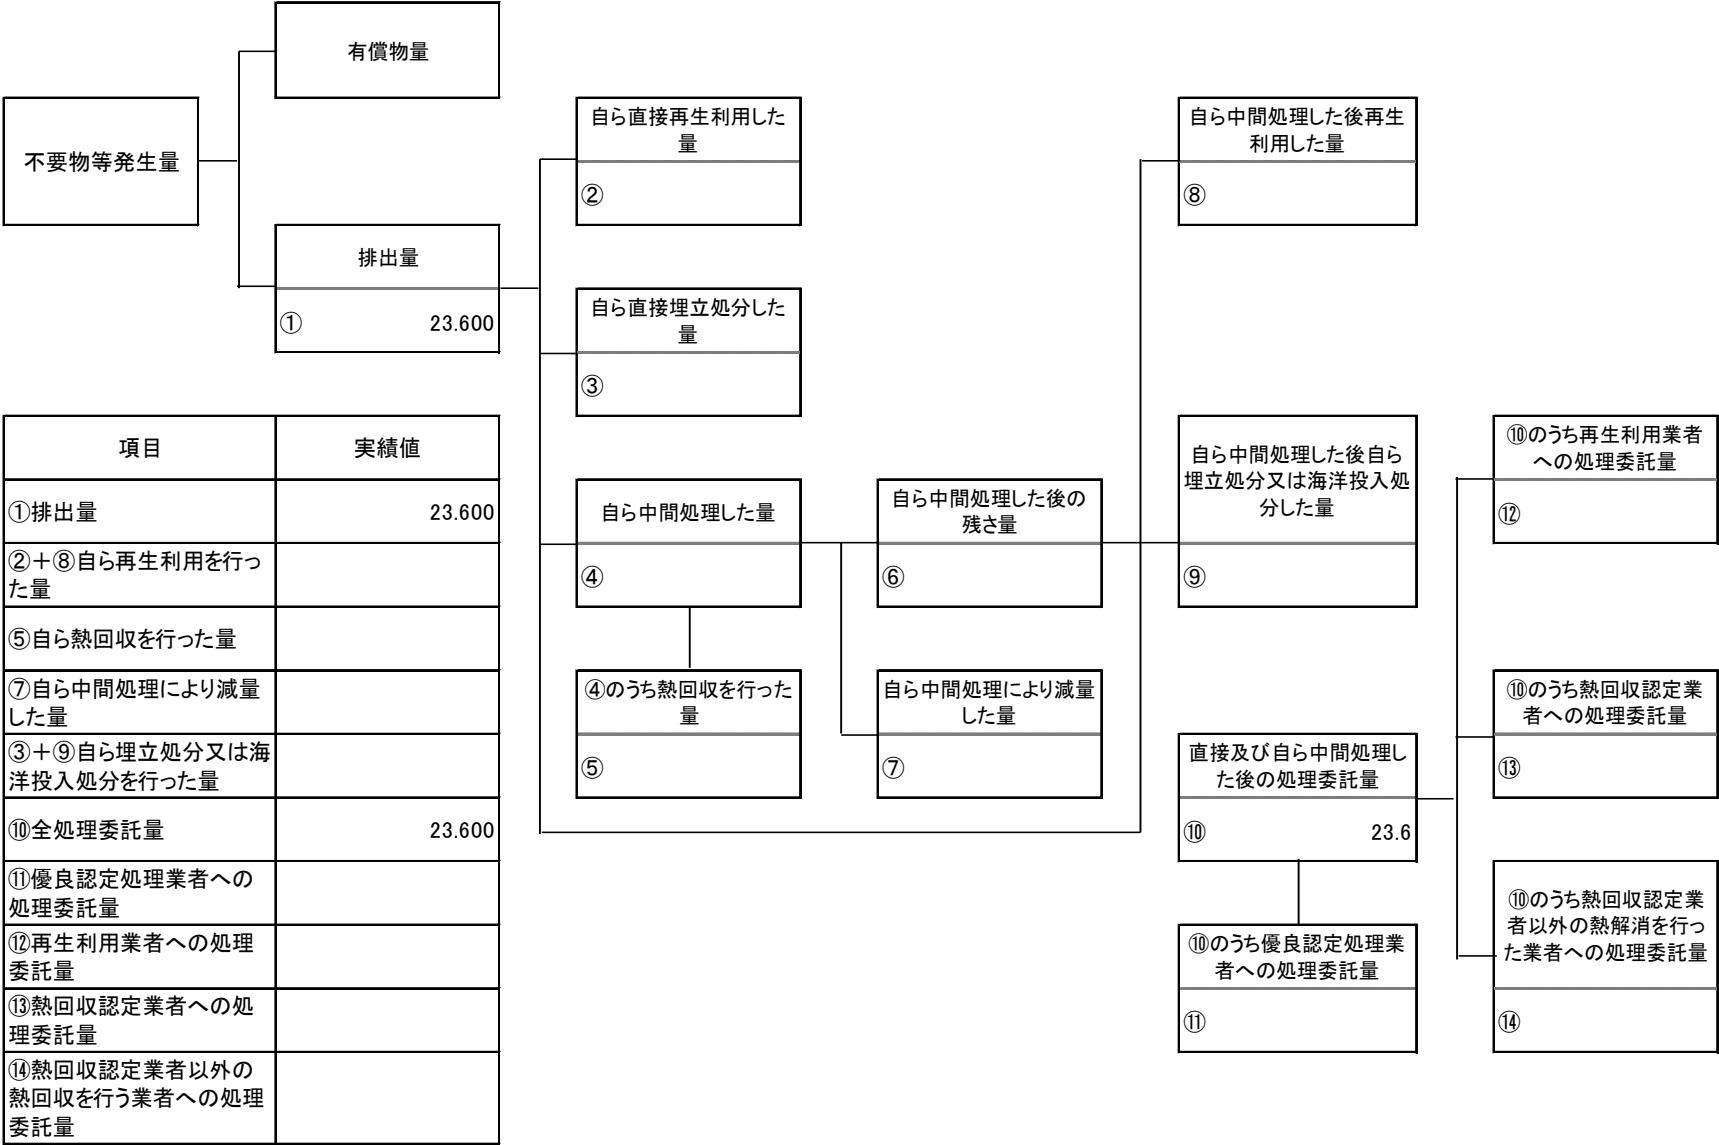 有償物量
不要物等発生量
排出量
① 23.600
自ら直接再生利用した
量
②
自ら直接埋立処分した
量
③
自ら中間処理した量
④
④のうち熱回収を行った
量
⑤
自ら中間処理した後の
残さ量
⑥
自ら中間処理により減量
した量
⑦
自ら中間処理した後再生
利用した量
⑧
自ら中間処理した後自ら
埋立処分又は海洋投入処
分した量
⑨
直接及び自ら中間処理し
た後の処理委託量
⑩ 23.6
⑩のうち優良認定処理業
者への処理委託量
⑪
⑩のうち再生利用業者
への処理委託量
⑫
⑩のうち熱回収認定業
者への処理委託量
⑬
⑩のうち熱回収認定業
者以外の熱解消を行っ
た業者への処理委託量
⑭
項目 実績値
①排出量 23.600
②＋⑧自ら再生利用を行っ
た量
⑤自ら熱回収を行った量
⑦自ら中間処理により減量
した量
③＋⑨自ら埋立処分又は海
洋投入処分を行った量
⑩全処理委託量 23.600
⑪優良認定処理業者への
処理委託量
⑫再生利用業者への処理
委託量
⑬熱回収認定業者への処
理委託量
⑭熱回収認定業者以外の
熱回収を行う業者への処理
委託量